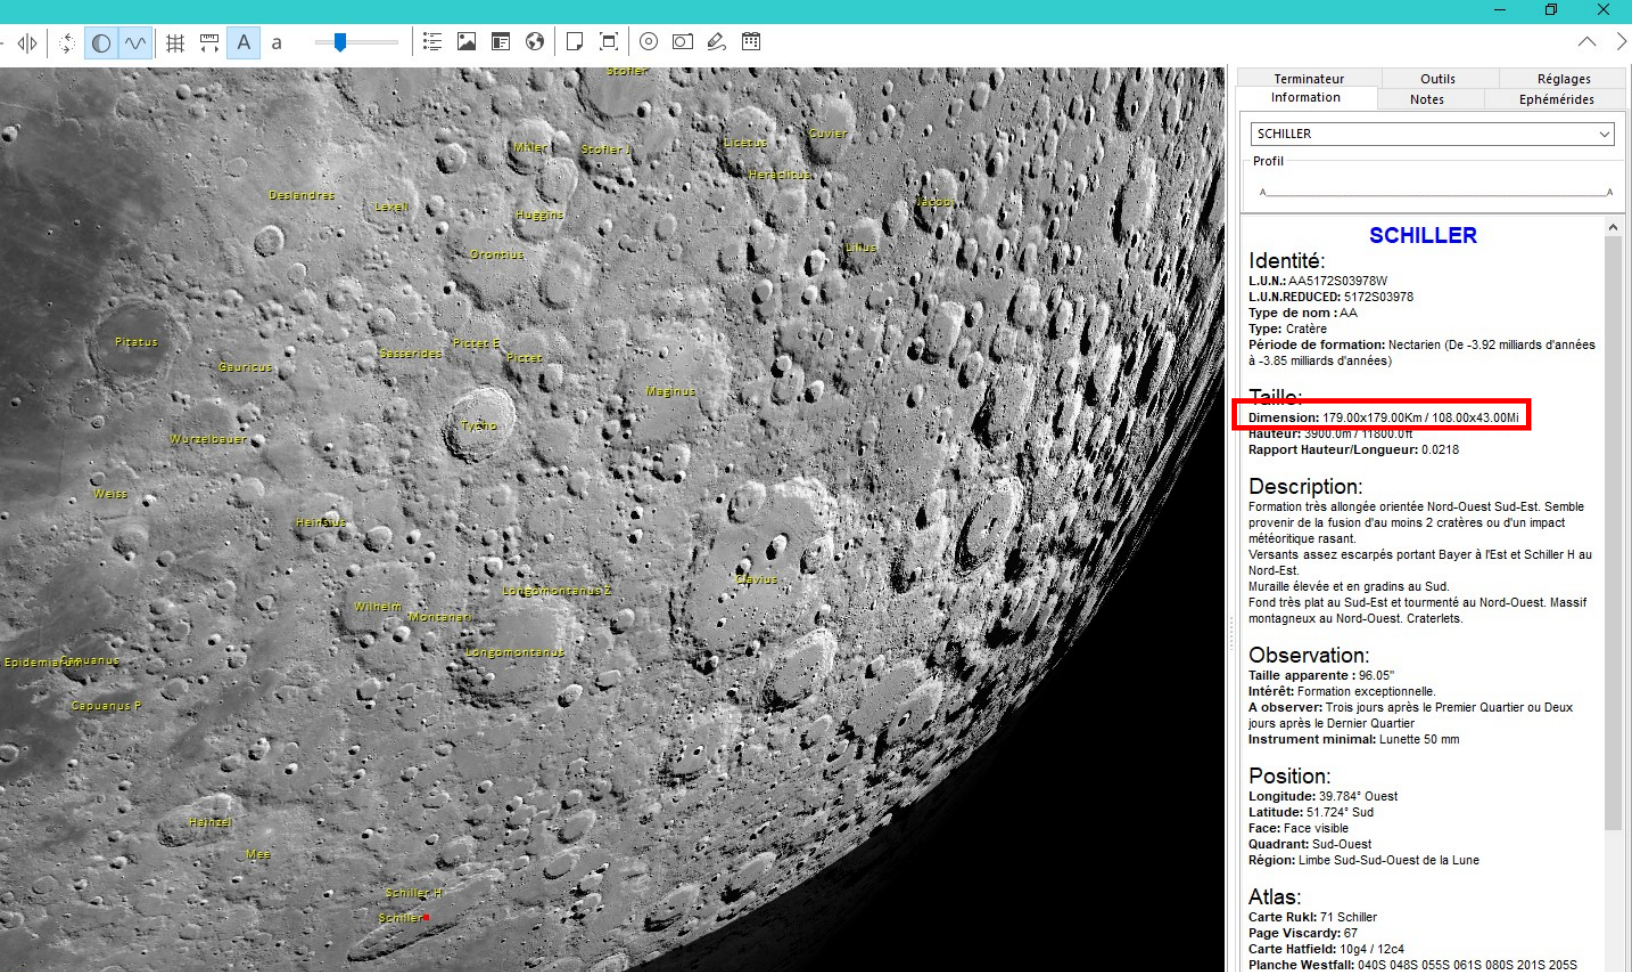 A a
Terminateur Outils Réglages
Information Notes Ephémérides
SCHILLER
Profil
A A
SCHILLER
Identité:
L.U.N.: AA5172S03978W
L.U.N.REDUCED: 5172S03978
Type de nom : AA
Type: Cratère
Période de formation: Nectarien (De -3.92 milliards d'années
à -3.85 milliards d'années)
Taille:
Dimension: 179.00x179.00Km / 108.00x43.00Mi
Hauteur: 3900.0m / 11800.0ft
Rapport Hauteur/Longueur: 0.0218
Description:
Formation très allongée orientée Nord-Ouest Sud-Est. Semble
provenir de la fusion d'au moins 2 cratères ou d'un impact
météoritique rasant.
Versants assez escarpés portant Bayer à l'Est et Schiller H au
Nord-Est.
Muraille élevée et en gradins au Sud.
Fond très plat au Sud-Est et tourmenté au Nord-Ouest. Massif
montagneux au Nord-Ouest. Craterlets.
Observation:
Taille apparente : 96.05"
Intérêt: Formation exceptionnelle.
A observer: Trois jours après le Premier Quartier ou Deux
jours après le Dernier Quartier
Instrument minimal: Lunette 50 mm
Position:
Longitude: 39.784° Ouest
Latitude: 51.724° Sud
Face: Face visible
Quadrant: Sud-Ouest
Région: Limbe Sud-Sud-Ouest de la Lune
Atlas:
Carte Rukl: 71 Schiller
Page Viscardy: 67
Carte Hatfield: 10g4 / 12c4
Planche Westfall: 040S 048S 055S 061S 080S 201S 205S
Stofler
Cuvier
Licetus
Miller
Stofler J
Heraclitus
Deslandres
Lexell
Jacobi
Huggins
Lilius
Orontius
Pitatus
Pictet E
Sasserides
Pictet
Gauricus
Maginus
Tycho
Wurzelbauer
Weiss
Heinsius
Clavius
Longomontanus Z
Wilhelm
Montanari
Longomontanus
Capuanus
Capuanus P
Hainzel
Mee
Schiller H
Schiller